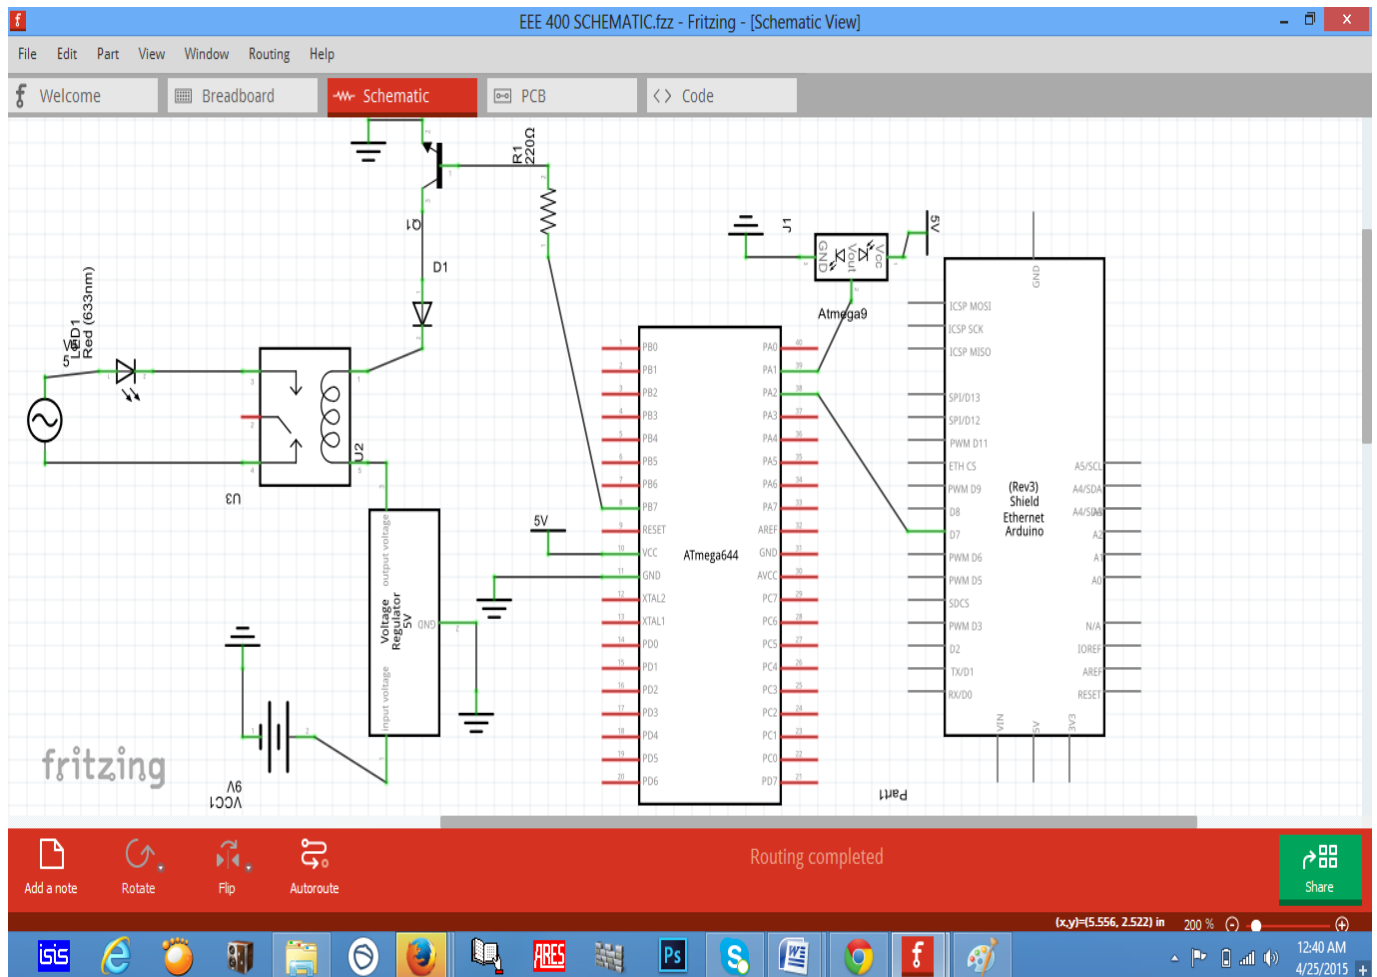 EEE 400 SCHEMATIC.fzz - Fritzing - [Schematic View]
File Edit Part View Window Routing Help
Welcome
Breadboard
Schematic
PCB
Code
R1
220Ω
Q1
D1
LED1
Red (633nm)
5
U2
U3
J1
GND
Vout
Vcc
5V
Atmega9
GND
ICSP MOSI
ICSP SCK
ICSP MISO
SPI/D13
SPI/D12
PWM D11
ETH CS
PWM D9
D8
D7
PWM D6
PWM D5
SDCS
PWM D3
D2
TX/D1
RX/D0
(Rev3)
Shield
Ethernet
Arduino
A5/SCL
A4/SDA
A2
A1
A0
N/A
IOREF
AREF
RESET
VIN
5V
3V3
Part1
ATmega644
PB0
PB1
PB2
PB3
PB4
PB5
PB6
PB7
RESET
VCC
GND
XTAL2
XTAL1
PD0
PD1
PD2
PD3
PD4
PD5
PD6
PA0
PA1
PA2
PA3
PA4
PA5
PA6
PA7
AREF
GND
AVCC
PC7
PC6
PC5
PC4
PC3
PC2
PC1
PC0
PD7
5V
output voltage
Voltage
Regulator
5V
GND
input voltage
9V
VCC1
fritzing
Add a note
Rotate
Flip
Autoroute
Routing completed
Share
(x,y)=(5.556, 2.522) in 200 %
isis
ARES
Ps
12:40 AM
4/25/2015